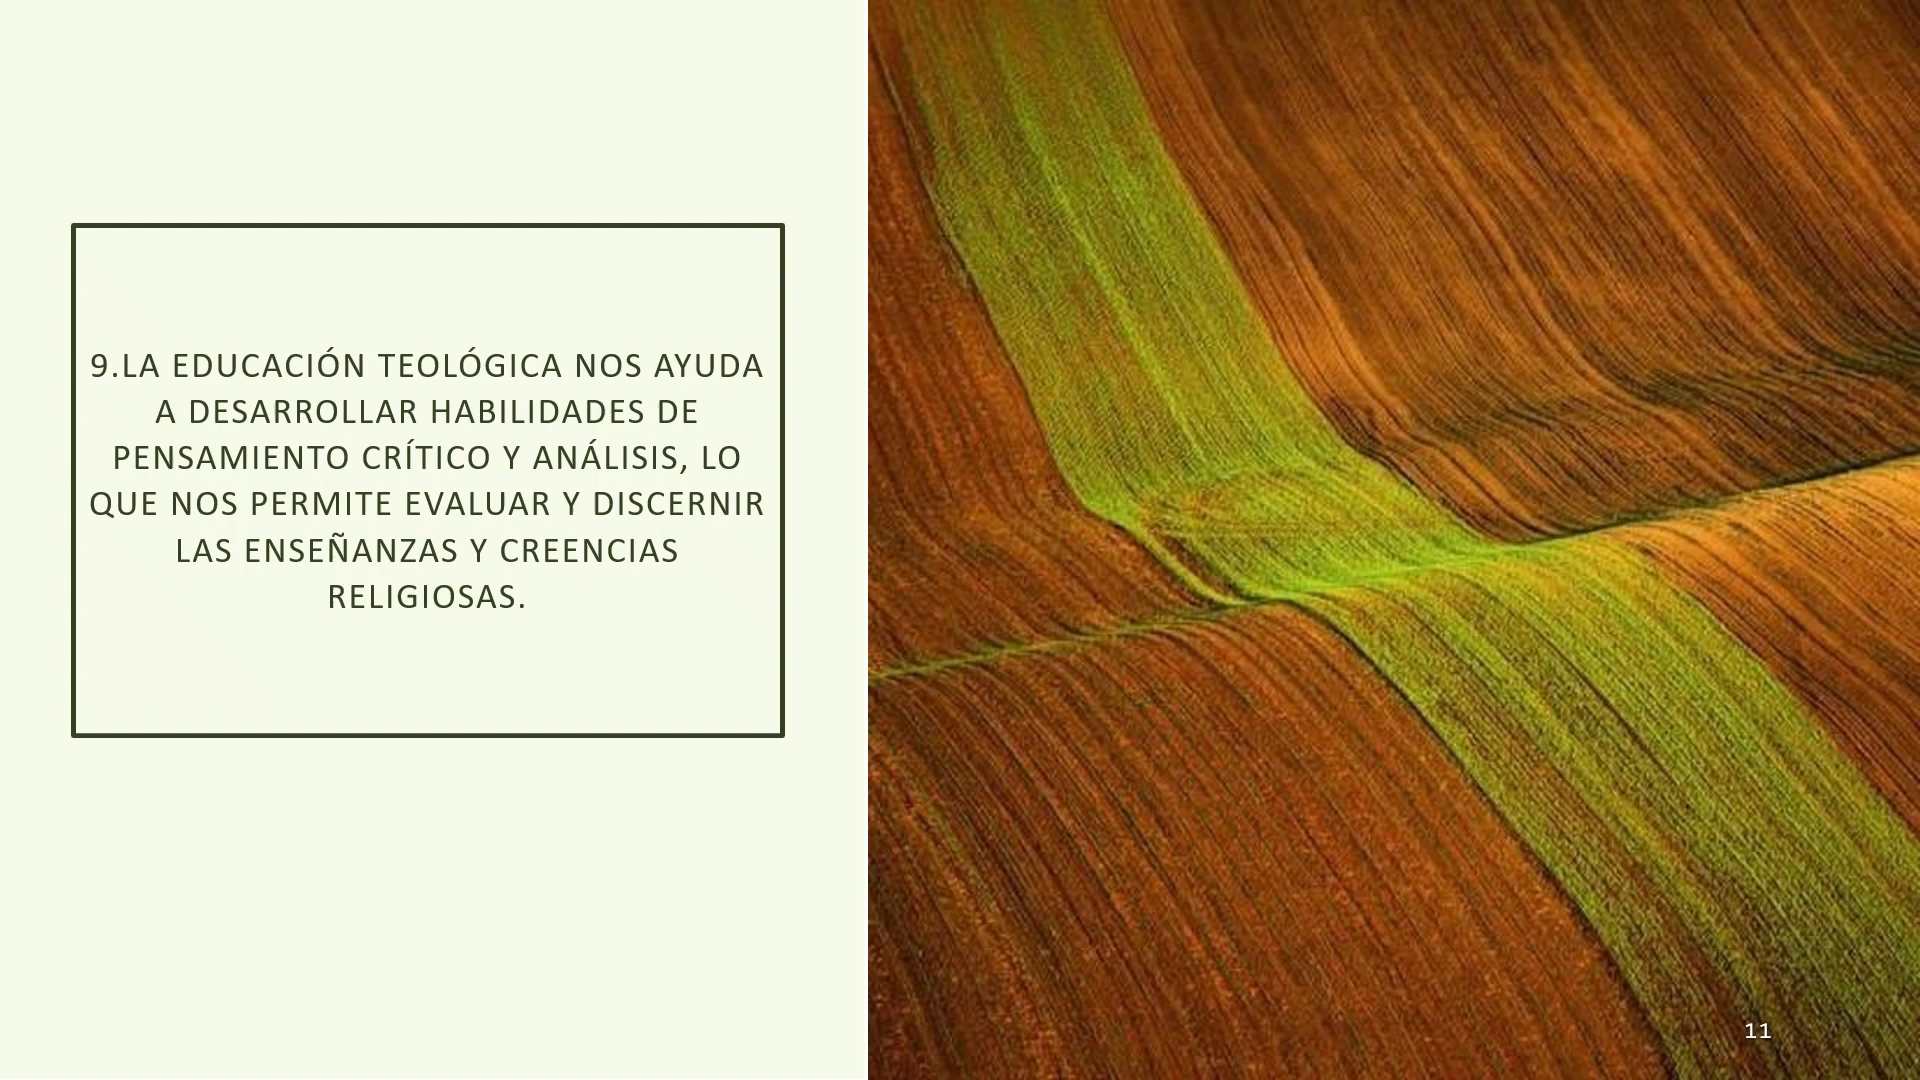 9.LA EDUCACIÓN TEOLÓGICA NOS AYUDA
A DESARROLLAR HABILIDADES DE
PENSAMIENTO CRÍTICO Y ANÁLISIS, LO
QUE NOS PERMITE EVALUAR Y DISCERNIR
LAS ENSEÑANZAS Y CREENCIAS
RELIGIOSAS.
11